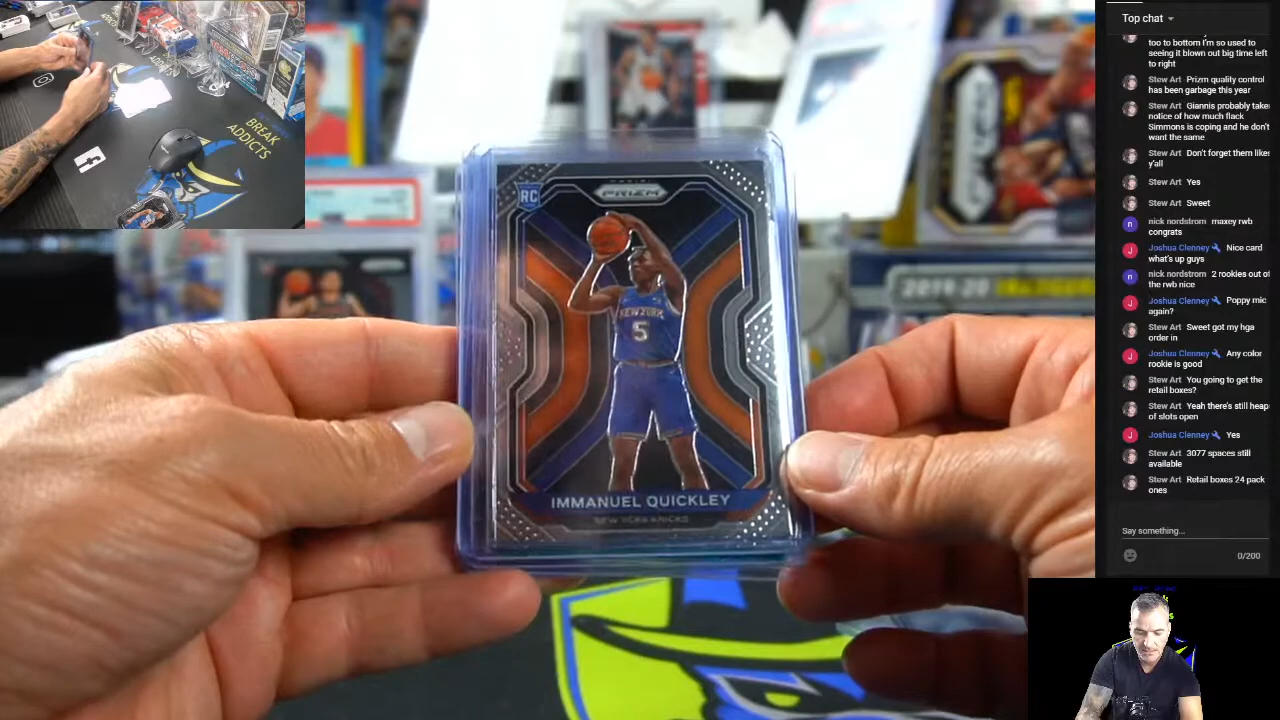 BREAK
ADDICTS
RC
PRIZM
NEW YORK
5
IMMANUEL QUICKLEY
NEW YORK KNICKS
2019-20
Top chat
too to bottom I'm so used to
seeing it blown out big time left
to right
Stew Art Prizm quality control
has been garbage this year
Stew Art Giannis probably take
notice of how much flack
Simmons is coping and he don't
want the same
Stew Art Don't forget them likes
y'all
Stew Art Yes
Stew Art Sweet
n nick nordstrom maxey rwb
congrats
J Joshua Clenney Nice card
what's up guys
n nick nordstrom 2 rookies out of
the rwb nice
J Joshua Clenney Poppy mic
again?
Stew Art Sweet got my hga
order in
J Joshua Clenney Any color
rookie is good
Stew Art You going to get the
retail boxes?
Stew Art Yeah there's still heap
of slots open
J Joshua Clenney Yes
Stew Art 3077 spaces still
available
Stew Art Retail boxes 24 pack
ones
Say something...
0/200